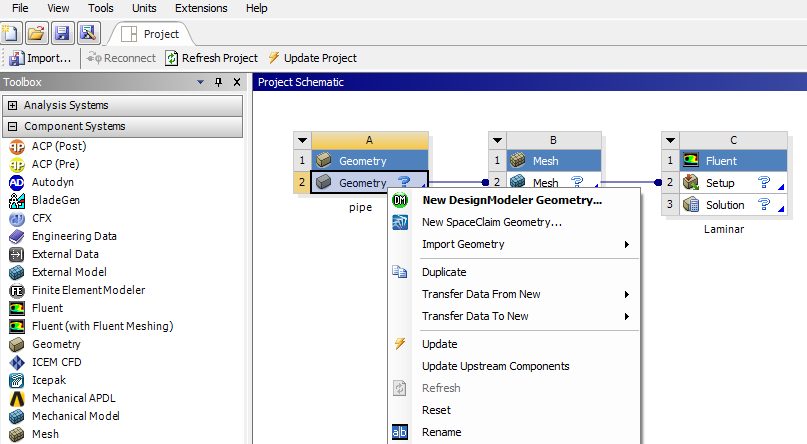 File View Tools Units Extensions Help
Project
Import... Reconnect Refresh Project Update Project
Toolbox
Project Schematic
Analysis Systems
Component Systems
ACP (Post)
ACP (Pre)
Autodyn
BladeGen
CFX
Engineering Data
External Data
External Model
Finite Element Modeler
Fluent
Fluent (with Fluent Meshing)
Geometry
ICEM CFD
Icepak
Mechanical APDL
Mechanical Model
Mesh
A
1 Geometry
2 Geometry ?
pipe
B
1 Mesh
2 Mesh ?
C
1 Fluent
2 Setup ?
3 Solution ?
Laminar
DM New DesignModeler Geometry...
New SpaceClaim Geometry...
Import Geometry
Duplicate
Transfer Data From New
Transfer Data To New
Update
Update Upstream Components
Refresh
Reset
a|b Rename